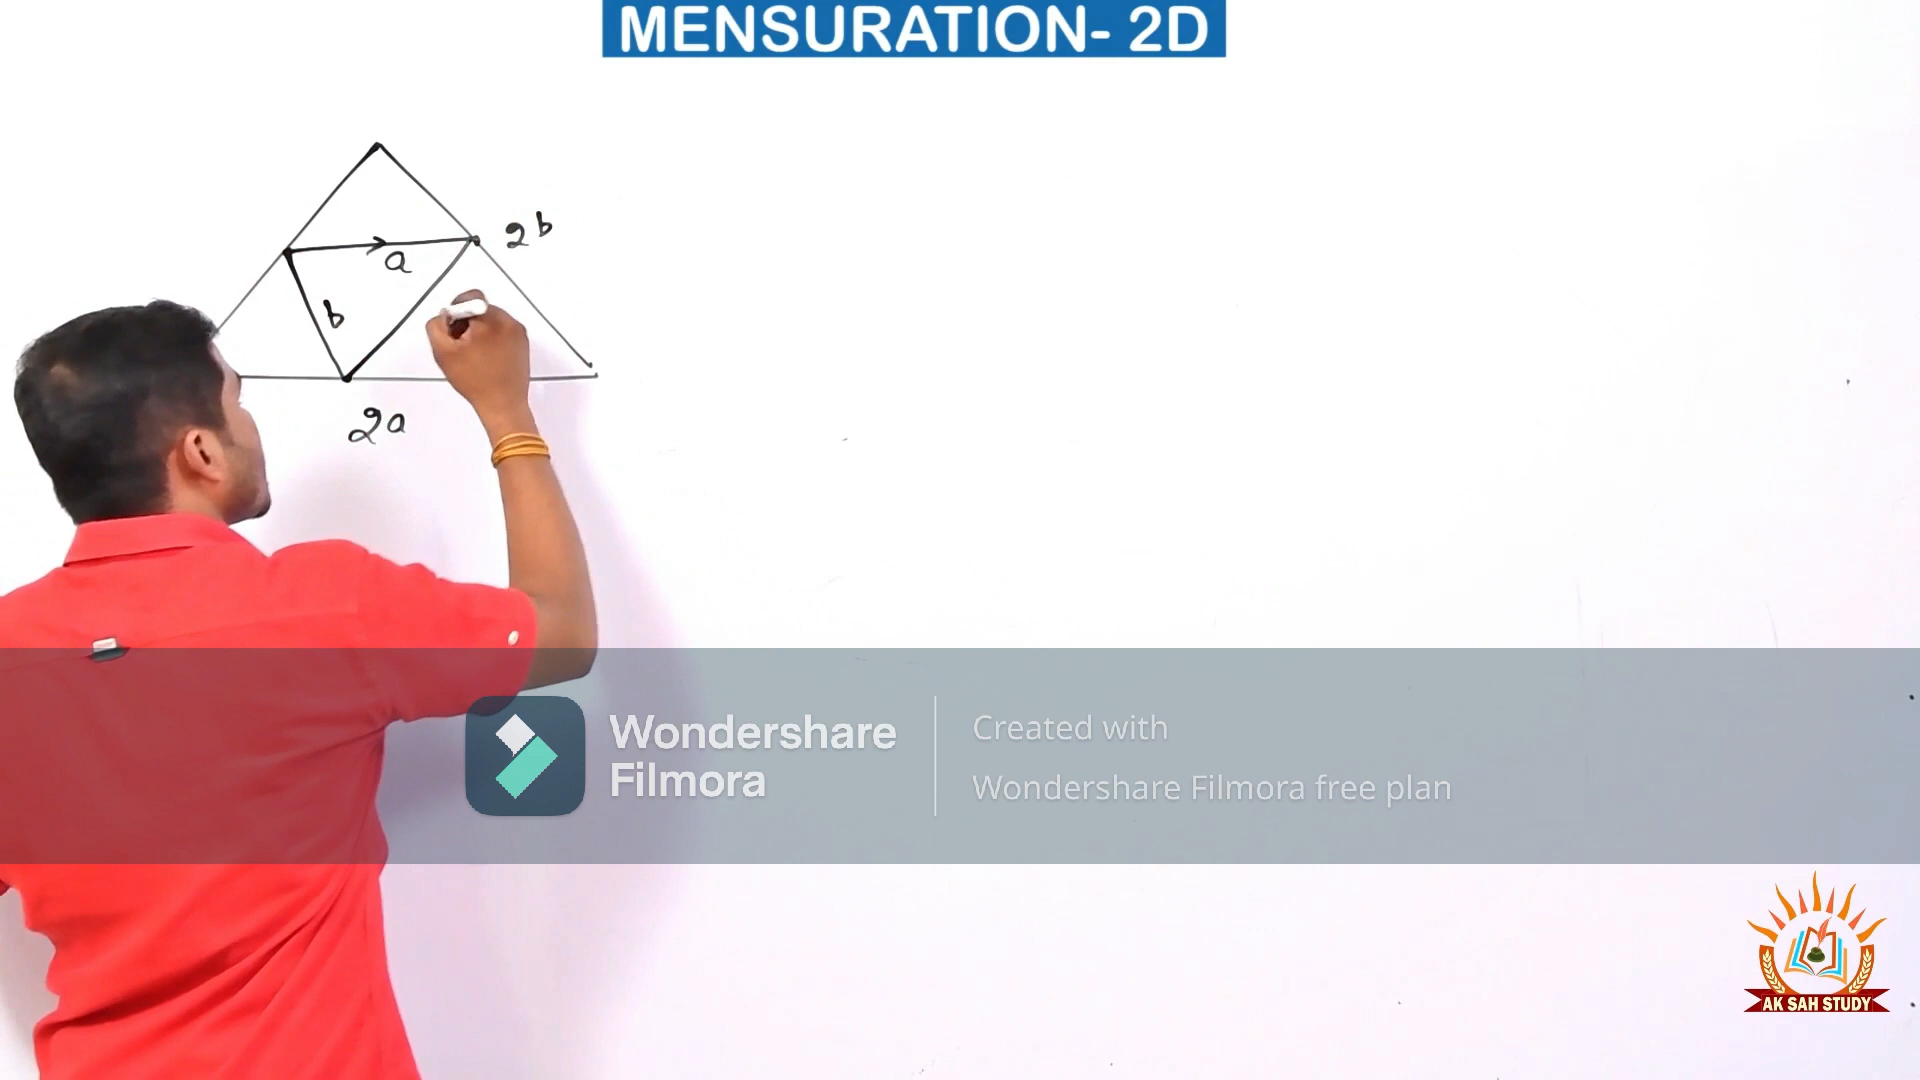 MENSURATION- 2D
2b
a
b
2a
Wondershare
Filmora
Created with
Wondershare Filmora free plan
AK SAH STUDY